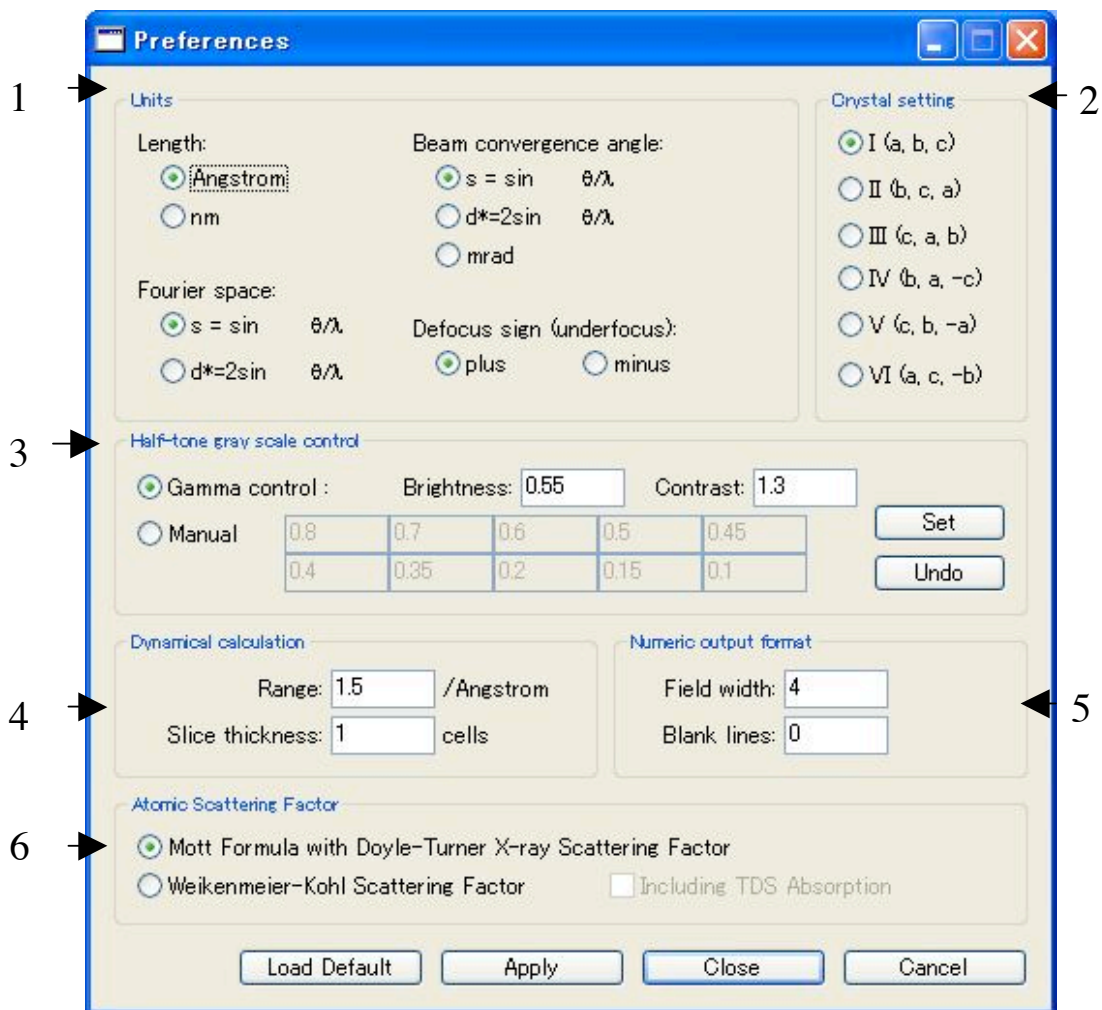 Preferences
1
Units
Length:
Angstrom
nm
Beam convergence angle:
s = sin θ/λ
d*=2sin θ/λ
mrad
Fourier space:
s = sin θ/λ
d*=2sin θ/λ
Defocus sign (underfocus):
plus minus
2
Crystal setting
I (a, b, c)
II (b, c, a)
III (c, a, b)
IV (b, a, -c)
V (c, b, -a)
VI (a, c, -b)
3
Half-tone gray scale control
Gamma control : Brightness: 0.55 Contrast: 1.3
Manual 0.8 0.7 0.6 0.5 0.45
0.4 0.35 0.2 0.15 0.1
Set
Undo
4
Dynamical calculation
Range: 1.5 /Angstrom
Slice thickness: 1 cells
5
Numeric output format
Field width: 4
Blank lines: 0
6
Atomic Scattering Factor
Mott Formula with Doyle-Turner X-ray Scattering Factor
Weikenmeier-Kohl Scattering Factor Including TDS Absorption
Load Default Apply Close Cancel